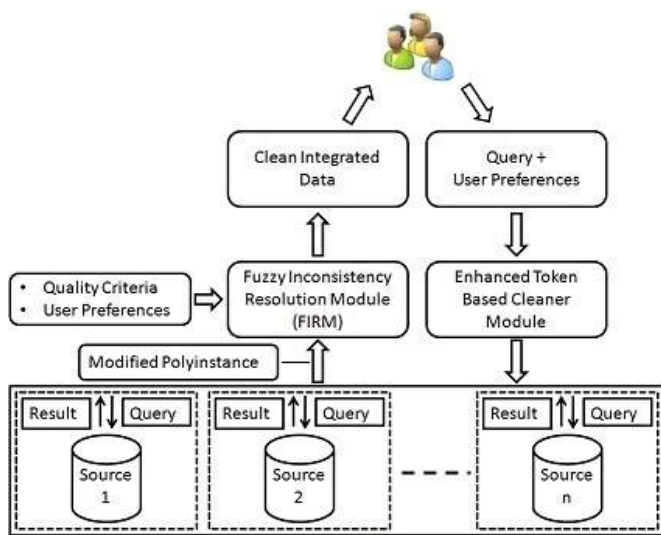 Clean Integrated
Data
Query +
User Preferences
• Quality Criteria
• User Preferences
Fuzzy Inconsistency
Resolution Module
(FIRM)
Enhanced Token
Based Cleaner
Module
Modified Polyinstance
Result
Query
Source
1
Result
Query
Source
2
Result
Query
Source
n